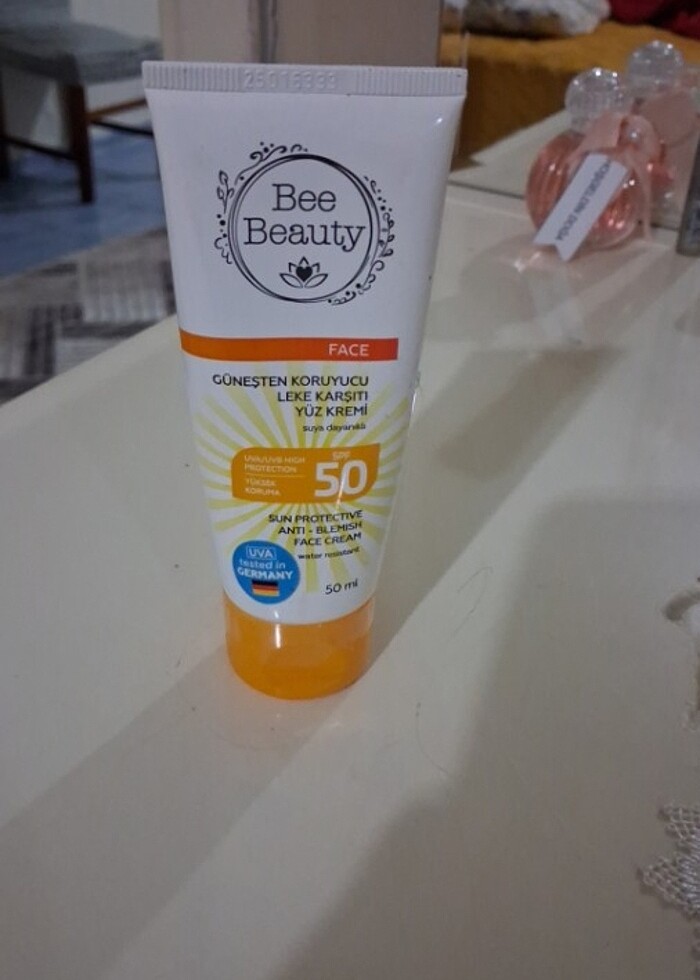 Bee
Beauty
FACE
GÜNEŞTEN KORUYUCU
LEKE KARŞITI
YÜZ KREMİ
suya dayanıklı
UVA/UVB HIGH
PROTECTION
YÜKSEK
KORUMA
SPF
50
SUN PROTECTIVE
ANTI - BLEMISH
FACE CREAM
water resistant
UVA
tested in
GERMANY
50 ml